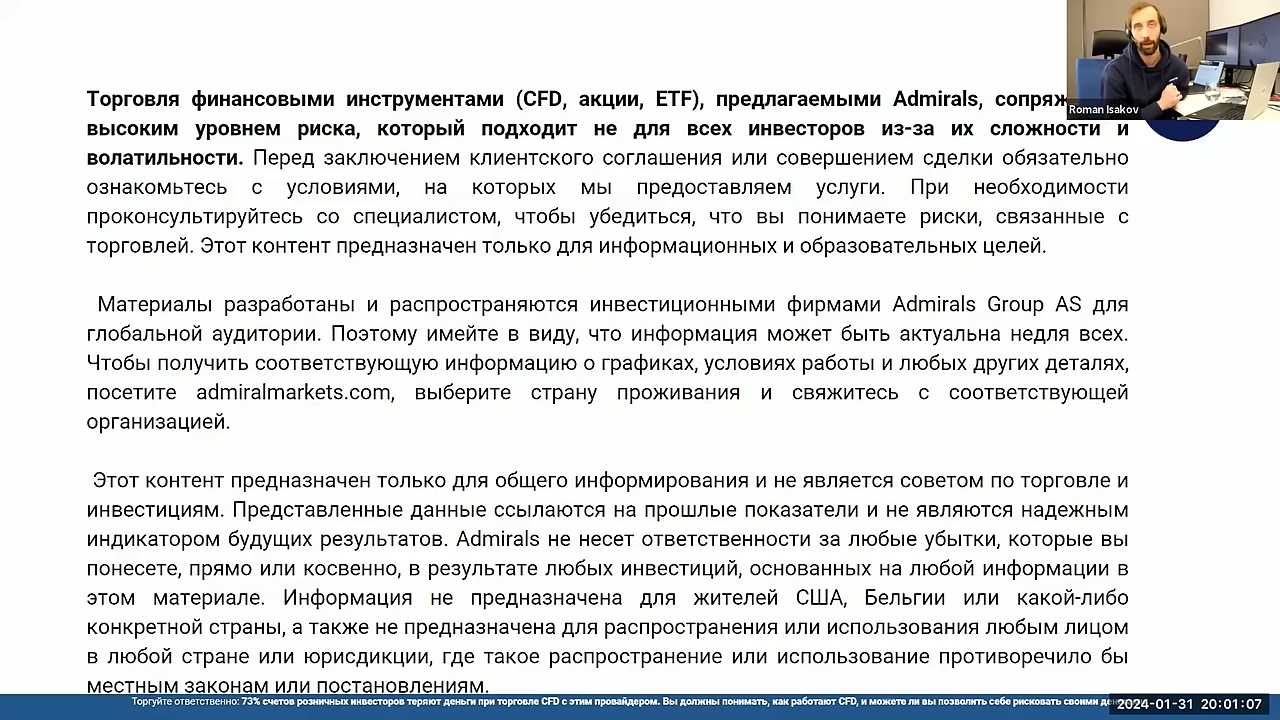 Торговля финансовыми инструментами (CFD, акции, ETF), предлагаемыми Admirals,
высоким уровнем риска, который подходит не для всех инвесторов из-за их сложности и
волатильности. Перед заключением клиентского соглашения или совершением сделки обязательно
ознакомьтесь с условиями, на которых мы предоставляем услуги. При необходимости
проконсультируйтесь со специалистом, чтобы убедиться, что вы понимаете риски, связанные с
торговлей. Этот контент предназначен только для информационных и образовательных целей.
Материалы разработаны и распространяются инвестиционными фирмами Admirals Group AS для
глобальной аудитории. Поэтому имейте в виду, что информация может быть актуальна недля всех.
Чтобы получить соответствующую информацию о графиках, условиях работы и любых других деталях,
посетите admiralmarkets.com, выберите страну проживания и свяжитесь с соответствующей
организацией.
Этот контент предназначен только для общего информирования и не является советом по торговле и
инвестициям. Представленные данные ссылаются на прошлые показатели и не являются надежным
индикатором будущих результатов. Admirals не несет ответственности за любые убытки, которые вы
понесете, прямо или косвенно, в результате любых инвестиций, основанных на любой информации в
этом материале. Информация не предназначена для жителей США, Бельгии или какой-либо
конкретной страны, а также не предназначена для распространения или использования любым лицом
в любой стране или юрисдикции, где такое распространение или использование противоречило бы
местным законам или постановлениям.
Торгуйте ответственно: 73% счетов розничных инвесторов теряют деньги при торговле CFD с этим провайдером. Вы должны понимать, как работают CFD, и можете ли вы позволить себе рисковать своими
Roman Isakov
2024-01-31 20:01:07